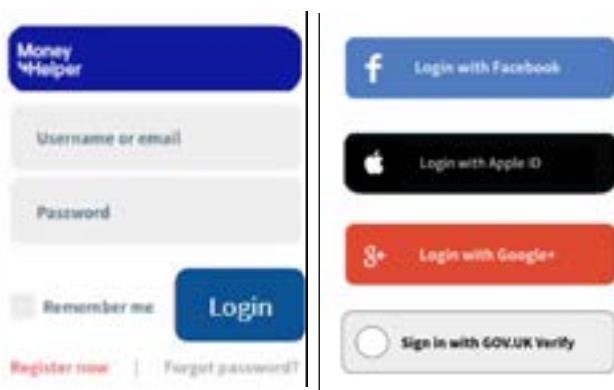 Money
Helper
Username or email
Password
Remember me
Login
Register now | Forgot password?
f Login with Facebook
Login with Apple ID
g+ Login with Google+
Sign in with GOV.UK Verify